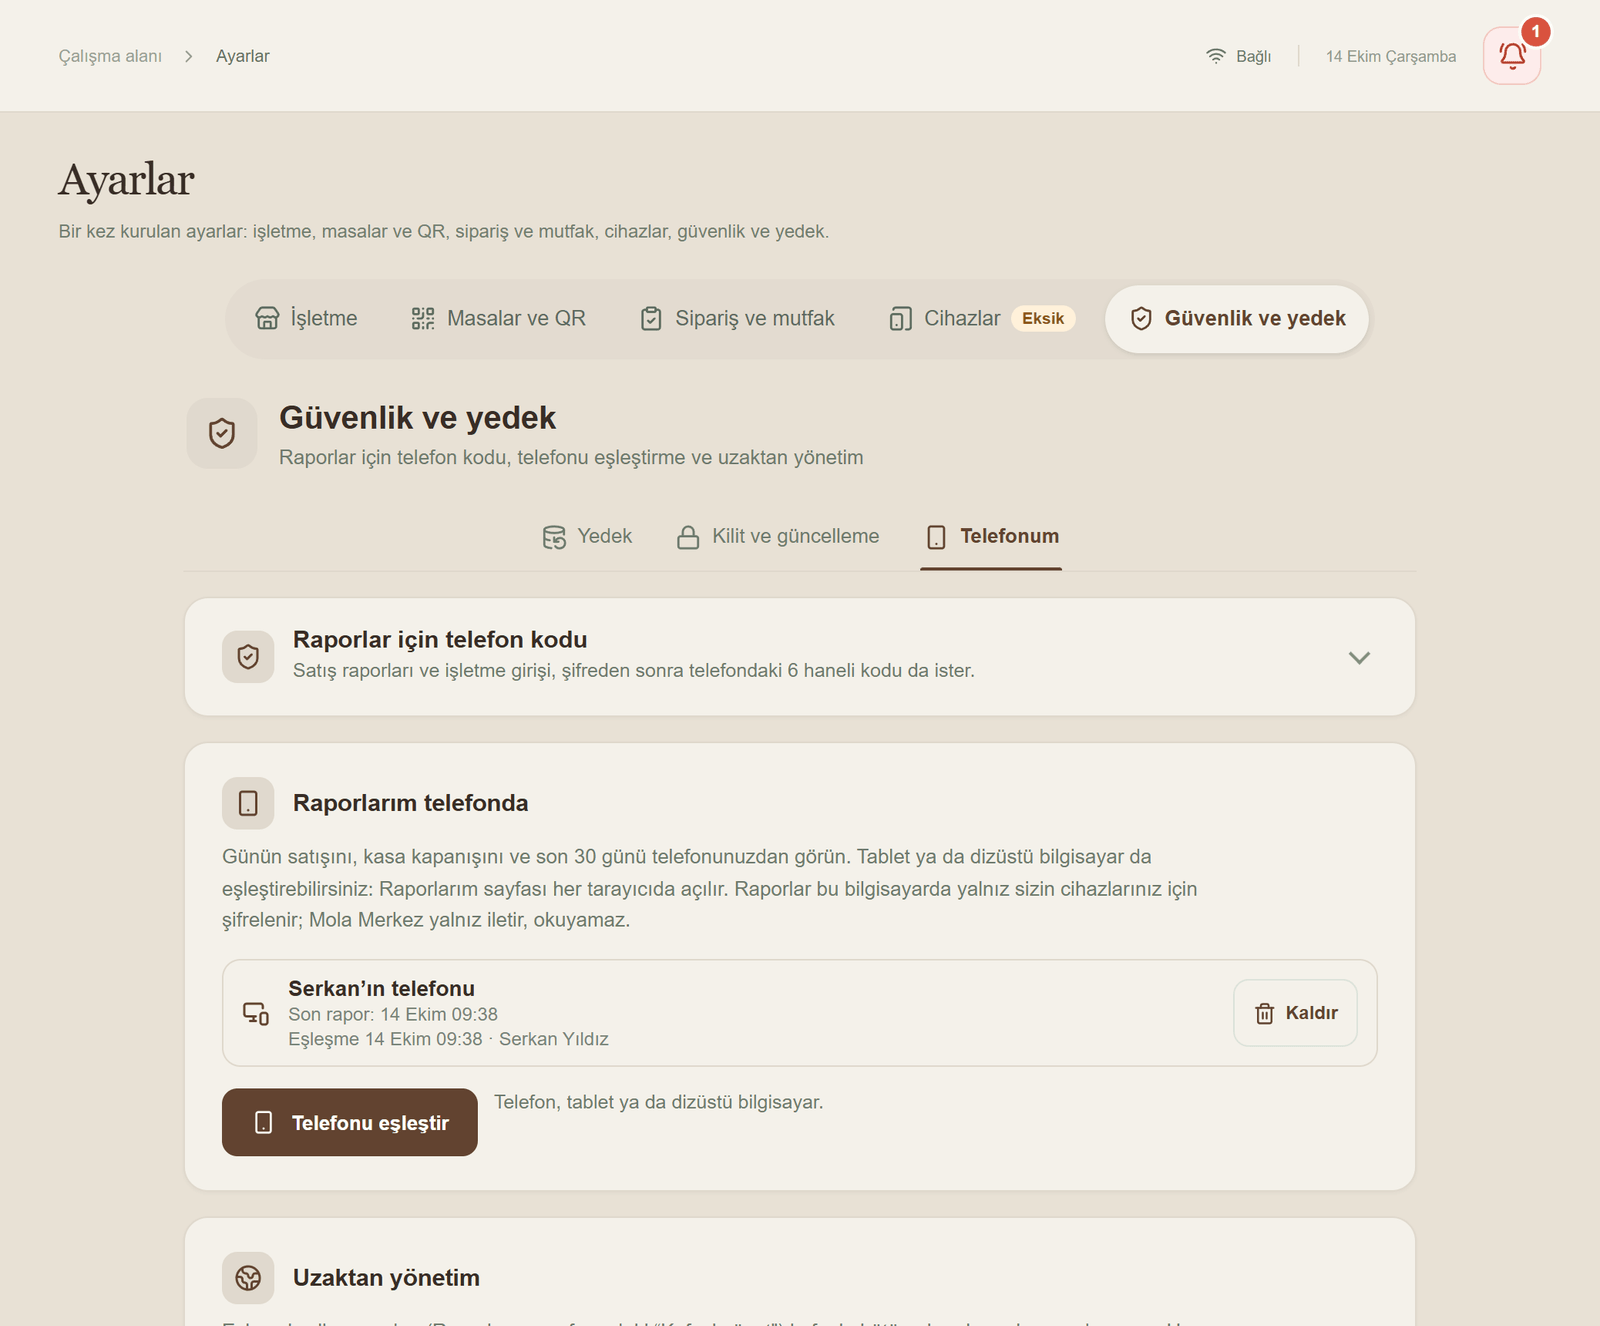 Çalışma alanı
Ayarlar
Bağlı
14 Ekim Çarşamba
1
Ayarlar
Bir kez kurulan ayarlar: işletme, masalar ve QR, sipariş ve mutfak, cihazlar, güvenlik ve yedek.
İşletme
Masalar ve QR
Sipariş ve mutfak
Cihazlar
Eksik
Güvenlik ve yedek
Güvenlik ve yedek
Raporlar için telefon kodu, telefonu eşleştirme ve uzaktan yönetim
Yedek
Kilit ve güncelleme
Telefonum
Raporlar için telefon kodu
Satış raporları ve işletme girişi, şifreden sonra telefondaki 6 haneli kodu da ister.
Raporlarım telefonda
Günün satışını, kasa kapanışını ve son 30 günü telefonunuzdan görün. Tablet ya da dizüstü bilgisayar da
eşleştirebilirsiniz: Raporlarım sayfası her tarayıcıda açılır. Raporlar bu bilgisayarda yalnız sizin cihazlarınız için
şifrelenir; Mola Merkez yalnız iletir, okuyamaz.
Serkan’ın telefonu
Son rapor: 14 Ekim 09:38
Eşleşme 14 Ekim 09:38 · Serkan Yıldız
Kaldır
Telefonu eşleştir
Telefon, tablet ya da dizüstü bilgisayar.
Uzaktan yönetim